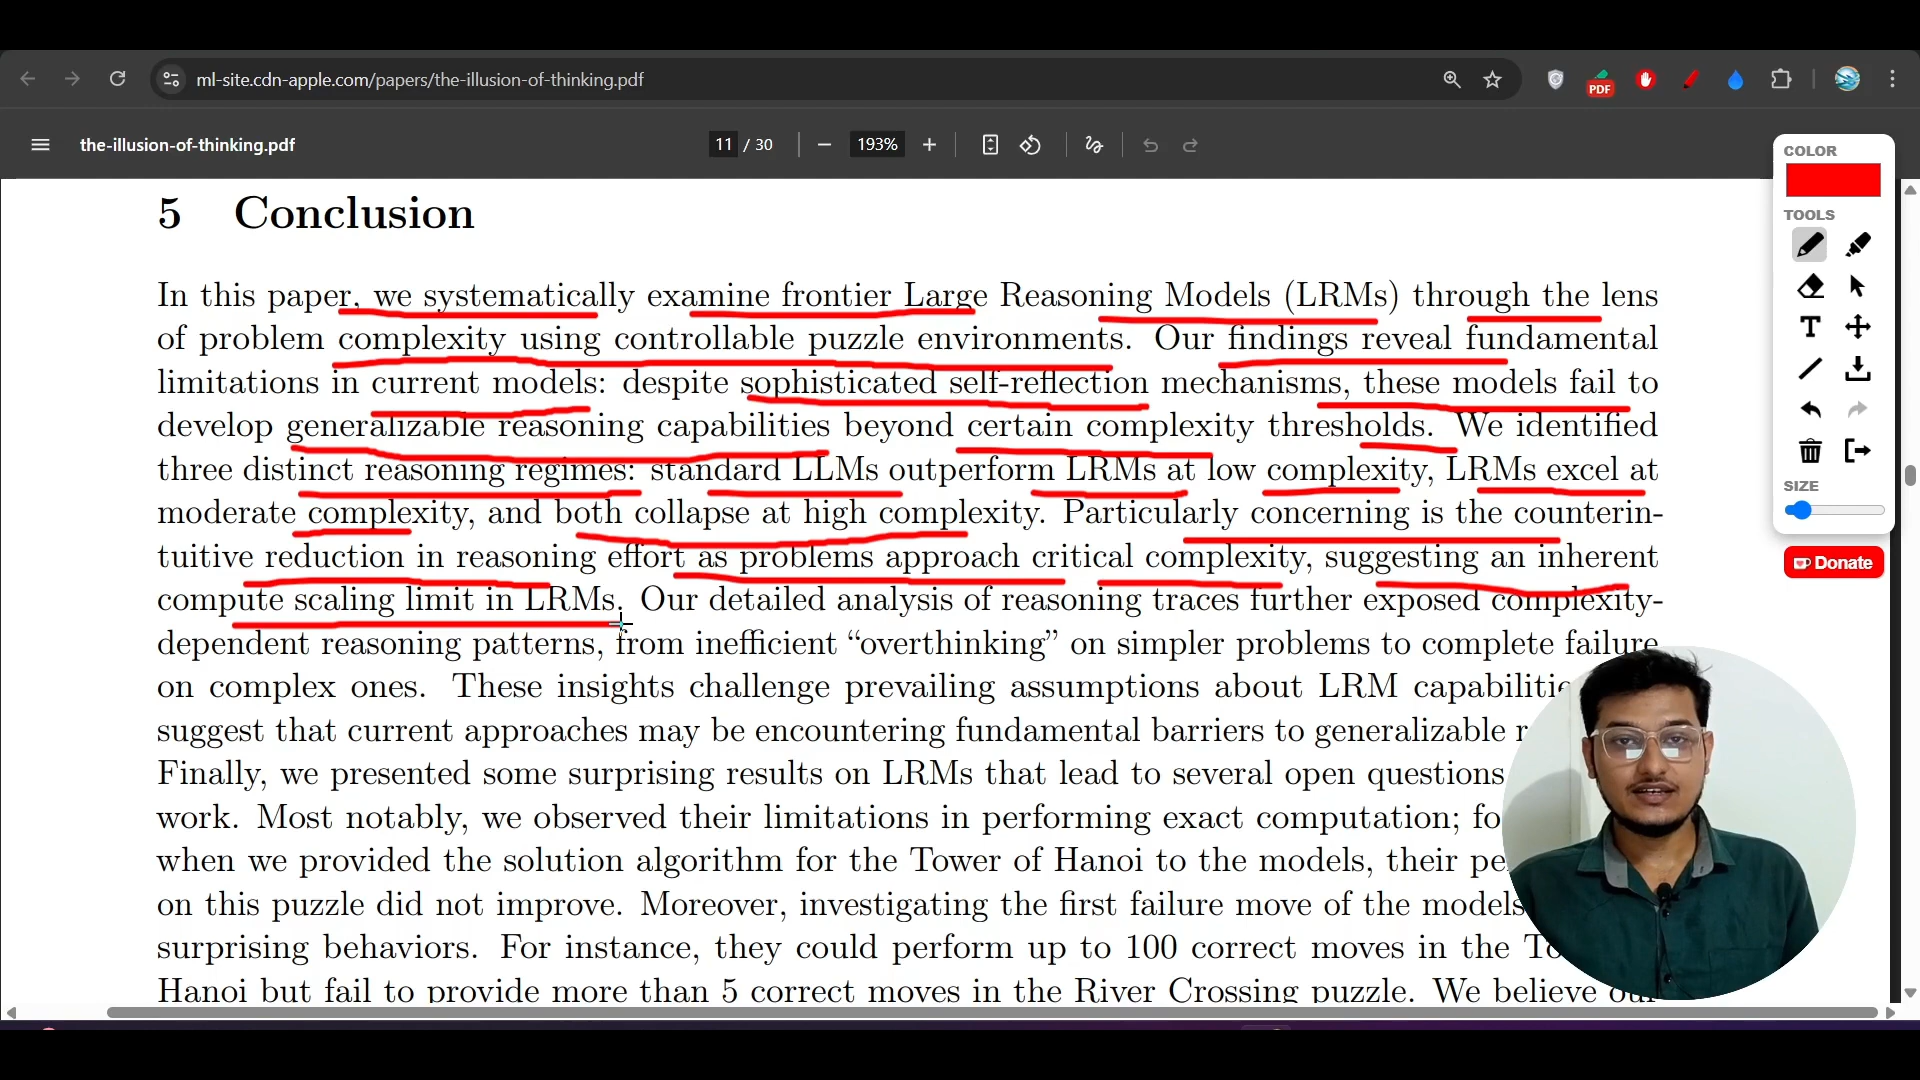 ml-site.cdn-apple.com/papers/the-illusion-of-thinking.pdf
PDF
the-illusion-of-thinking.pdf
11 / 30
193%
COLOR
TOOLS
T
SIZE
Donate
5 Conclusion
In this paper, we systematically examine frontier Large Reasoning Models (LRMs) through the lens
of problem complexity using controllable puzzle environments. Our findings reveal fundamental
limitations in current models: despite sophisticated self-reflection mechanisms, these models fail to
develop generalizable reasoning capabilities beyond certain complexity thresholds. We identified
three distinct reasoning regimes: standard LLMs outperform LRMs at low complexity, LRMs excel at
moderate complexity, and both collapse at high complexity. Particularly concerning is the counterin-
tuitive reduction in reasoning effort as problems approach critical complexity, suggesting an inherent
compute scaling limit in LRMs. Our detailed analysis of reasoning traces further exposed complexity-
dependent reasoning patterns, from inefficient “overthinking” on simpler problems to complete failure
on complex ones. These insights challenge prevailing assumptions about LRM
suggest that current approaches may be encountering fundamental barriers to generalizable
Finally, we presented some surprising results on LRMs that lead to several open questions
work. Most notably, we observed their limitations in performing exact computation;
when we provided the solution algorithm for the Tower of Hanoi to the models, their
on this puzzle did not improve. Moreover, investigating the first failure move of the models
surprising behaviors. For instance, they could perform up to 100 correct moves in the
Hanoi but fail to provide more than 5 correct moves in the River Crossing puzzle. We believe our